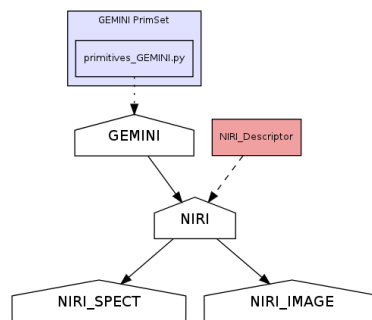 GEMINI PrimSet
primitives_GEMINI.py
GEMINI
NIRI_Descriptor
NIRI
NIRI_SPECT
NIRI_IMAGE